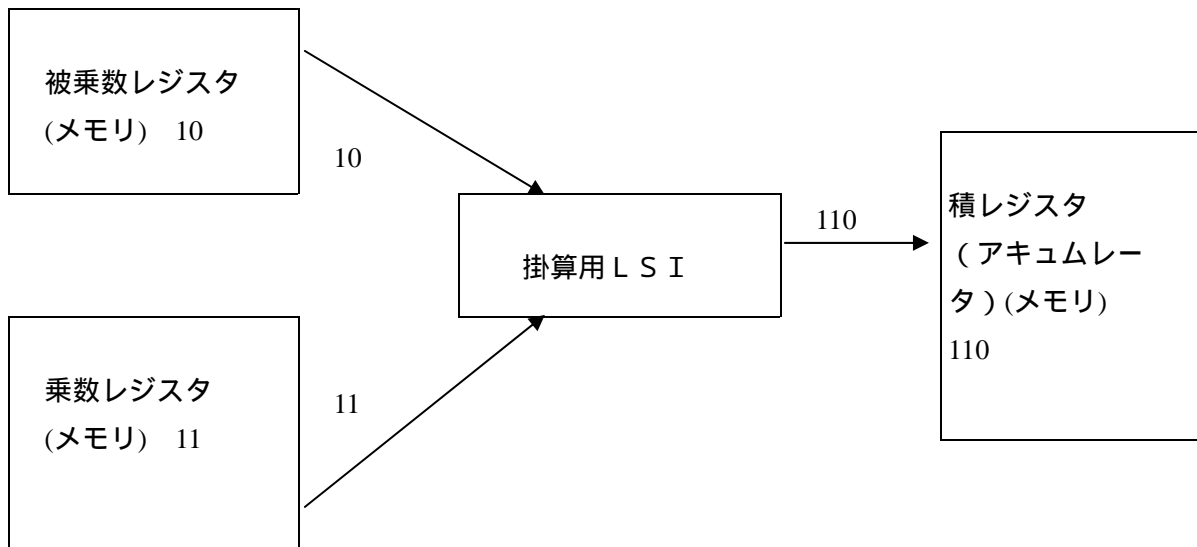 被乗数レジスタ
(メモリ) 10
10
掛算用ＬＳＩ
110
積レジスタ
（アキュムレー
タ）(メモリ)
110
乗数レジスタ
(メモリ) 11
11